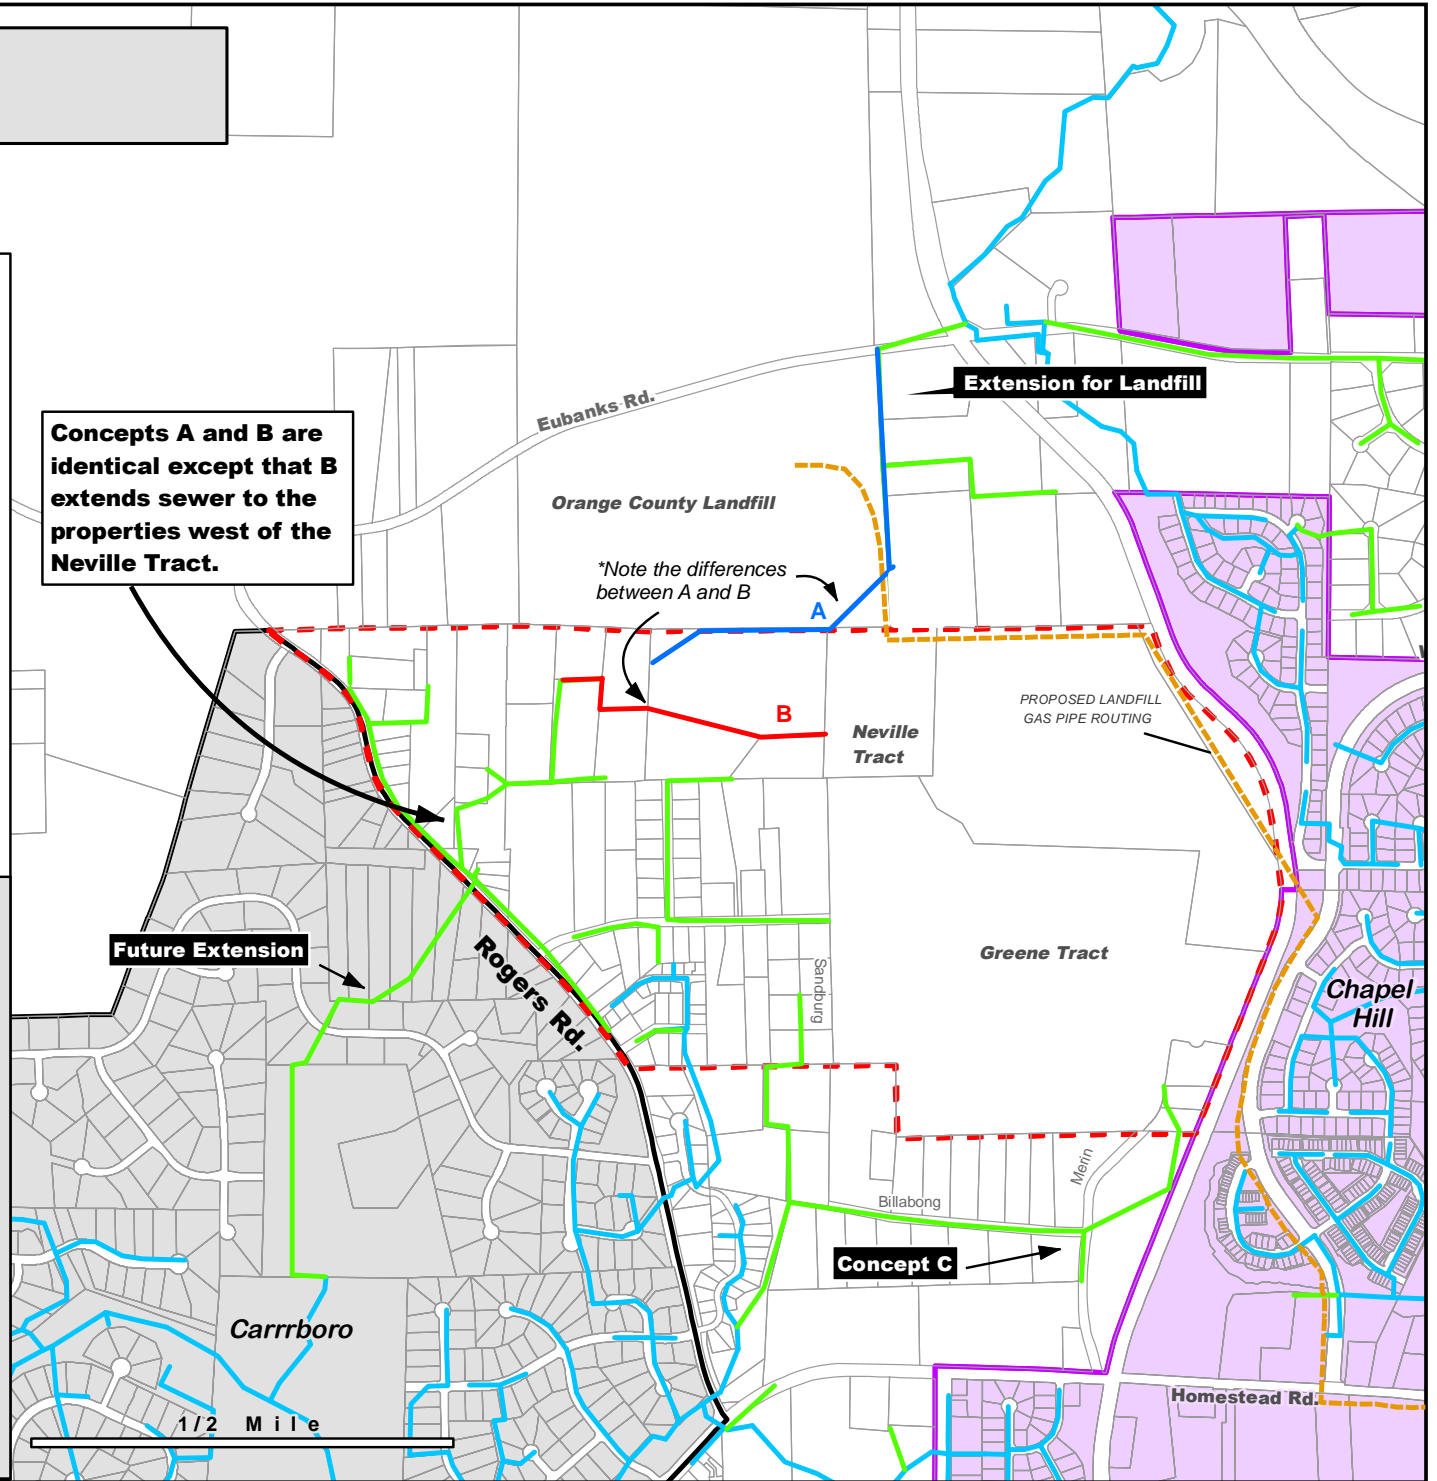 Extension for Landfill
Eubanks Rd.
Concepts A and B are
identical except that B
extends sewer to the
properties west of the
Neville Tract.
Orange County Landfill
*Note the differences
between A and B
A
PROPOSED LANDFILL
GAS PIPE ROUTING
B
Neville
Tract
Future Extension
Rogers Rd.
Sandburg
Greene Tract
Chapel
Hill
Merin
Billabong
Concept C
Carrrboro
Homestead Rd.
1/2 Mile